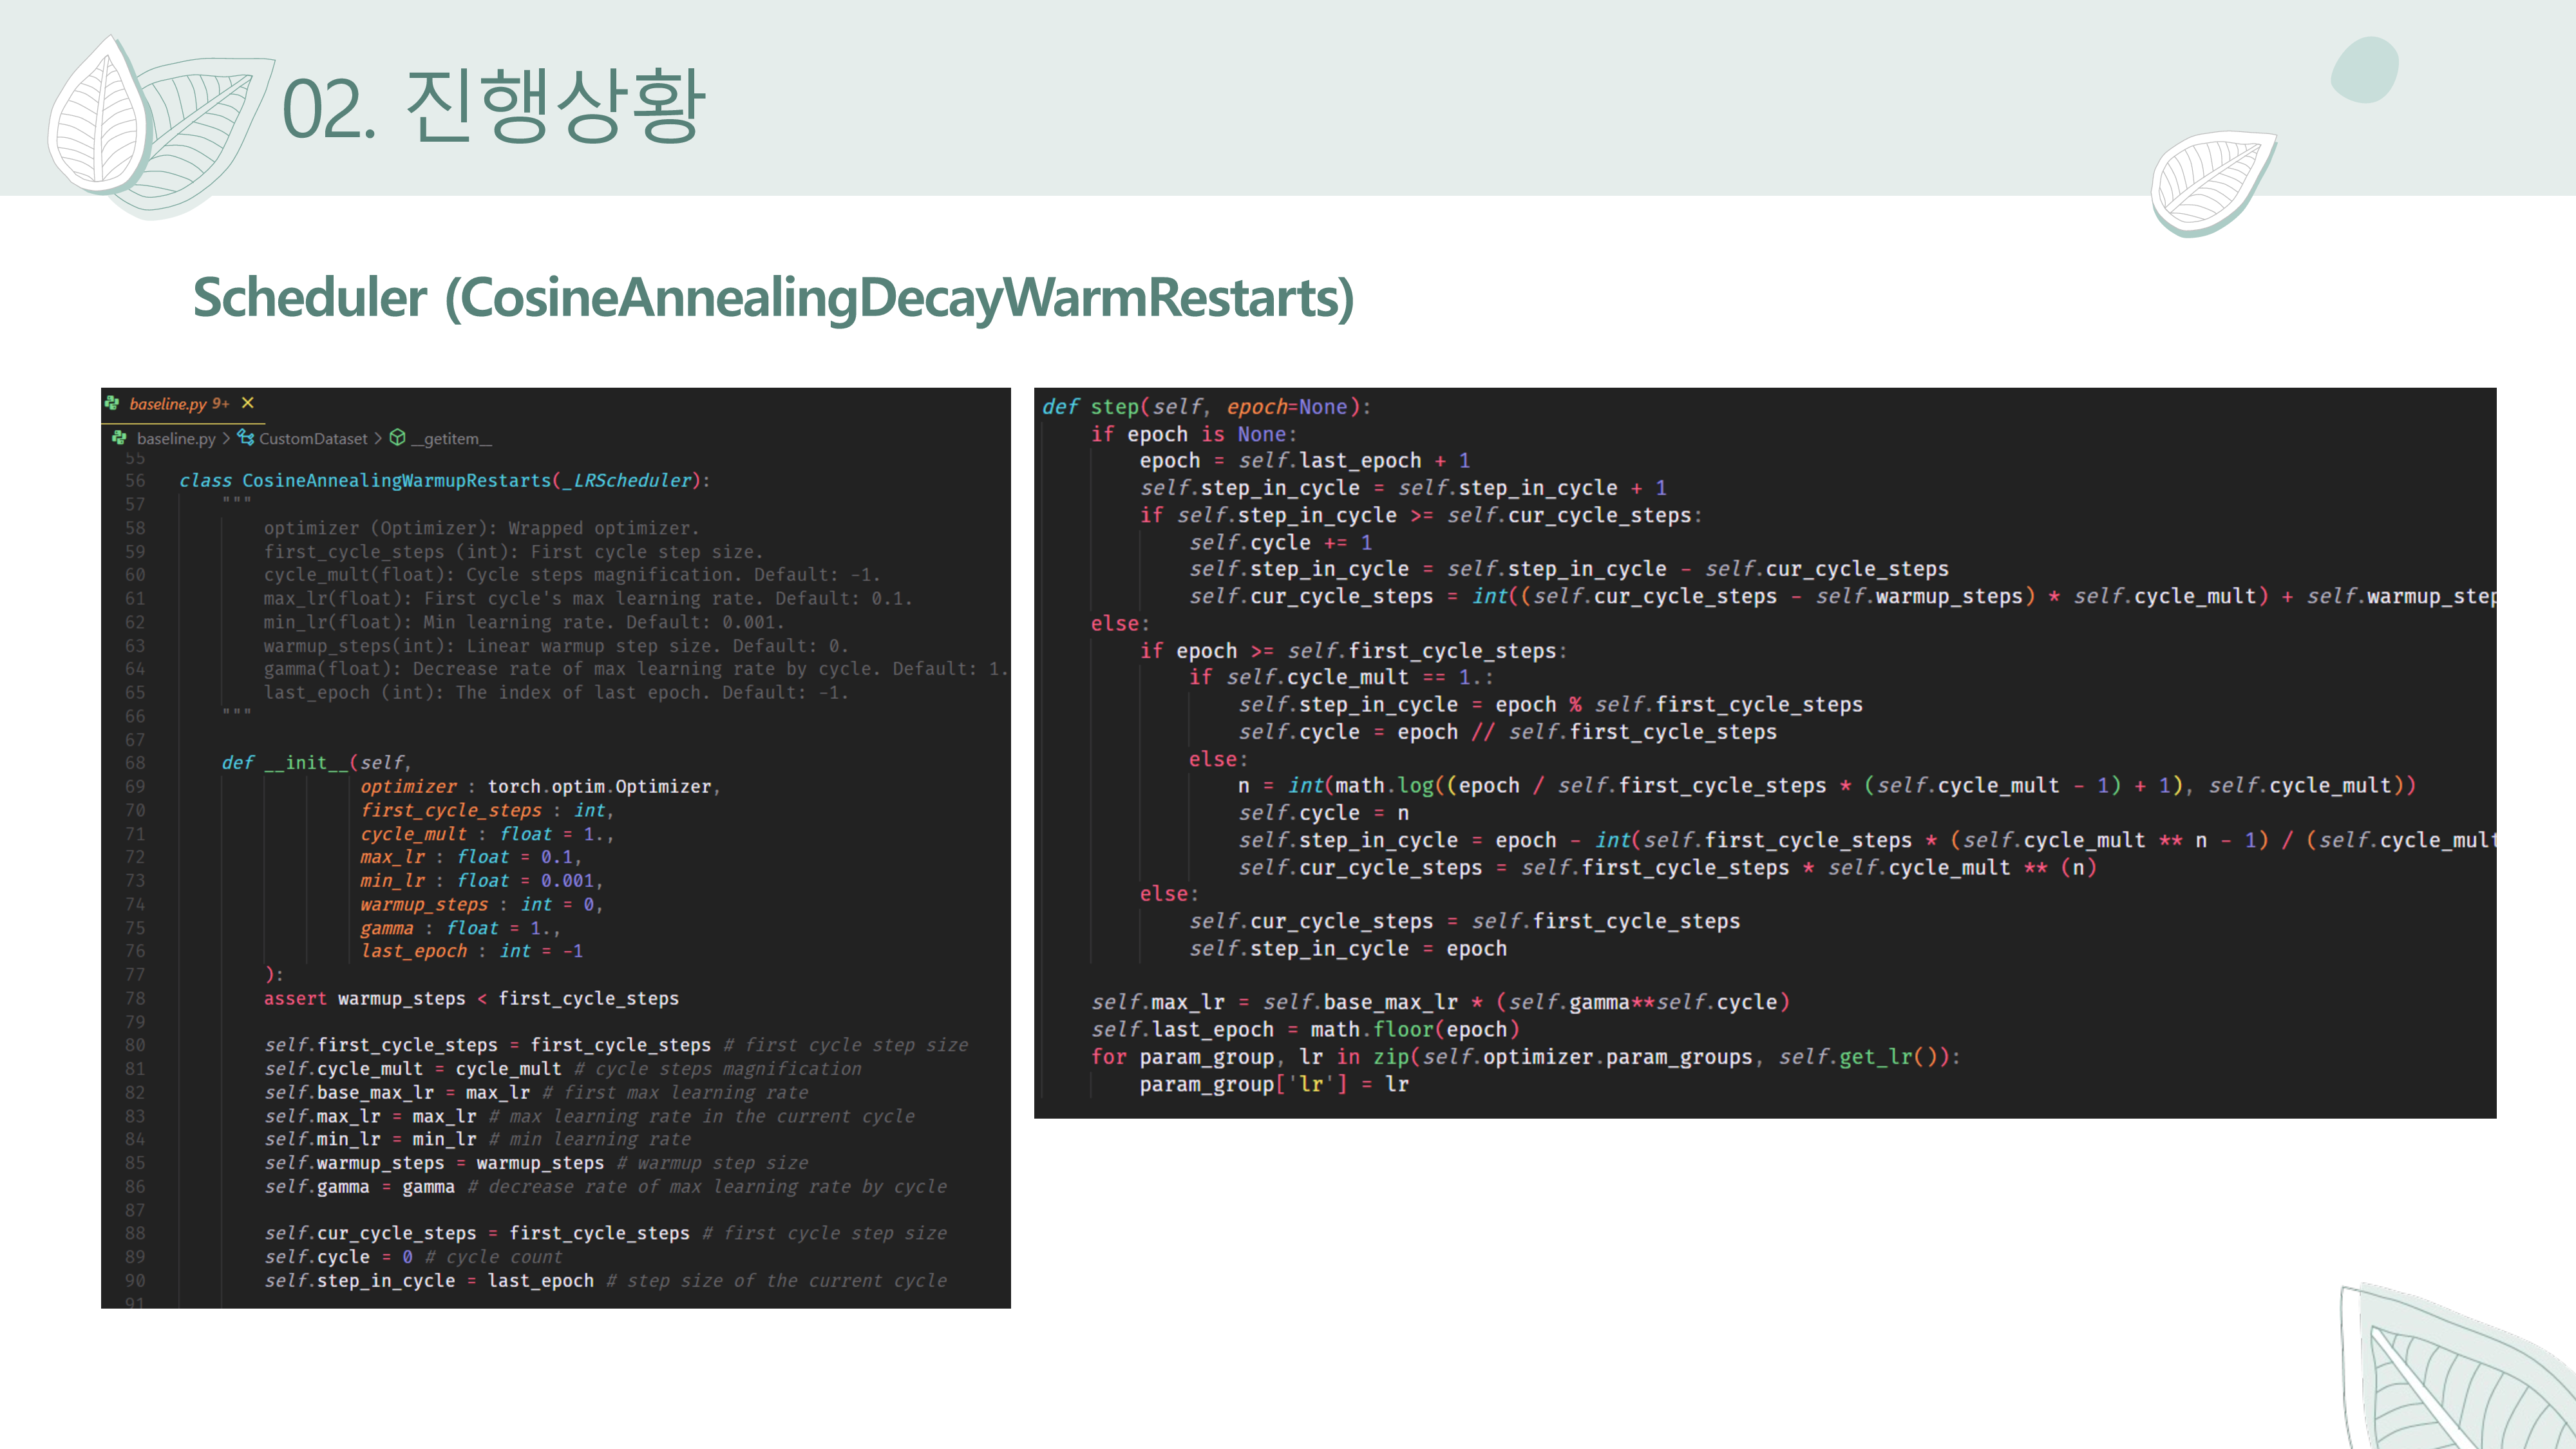 02. 진행상황
Scheduler (CosineAnnealingDecayWarmRestarts)
baseline.py 9+ ×
baseline.py > CustomDataset > __getitem__
55
56 class CosineAnnealingWarmupRestarts(_LRScheduler):
57 """
58 optimizer (Optimizer): Wrapped optimizer.
59 first_cycle_steps (int): First cycle step size.
60 cycle_mult(float): Cycle steps magnification. Default: -1.
61 max_lr(float): First cycle's max learning rate. Default: 0.1.
62 min_lr(float): Min learning rate. Default: 0.001.
63 warmup_steps(int): Linear warmup step size. Default: 0.
64 gamma(float): Decrease rate of max learning rate by cycle. Default: 1.
65 last_epoch (int): The index of last epoch. Default: -1.
66 """
67
68 def __init__(self,
69 optimizer : torch.optim.Optimizer,
70 first_cycle_steps : int,
71 cycle_mult : float = 1.,
72 max_lr : float = 0.1,
73 min_lr : float = 0.001,
74 warmup_steps : int = 0,
75 gamma : float = 1.,
76 last_epoch : int = -1
77 ):
78 assert warmup_steps < first_cycle_steps
79
80 self.first_cycle_steps = first_cycle_steps # first cycle step size
81 self.cycle_mult = cycle_mult # cycle steps magnification
82 self.base_max_lr = max_lr # first max learning rate
83 self.max_lr = max_lr # max learning rate in the current cycle
84 self.min_lr = min_lr # min learning rate
85 self.warmup_steps = warmup_steps # warmup step size
86 self.gamma = gamma # decrease rate of max learning rate by cycle
87
88 self.cur_cycle_steps = first_cycle_steps # first cycle step size
89 self.cycle = 0 # cycle count
90 self.step_in_cycle = last_epoch # step size of the current cycle
91
def step(self, epoch=None):
if epoch is None:
epoch = self.last_epoch + 1
self.step_in_cycle = self.step_in_cycle + 1
if self.step_in_cycle >= self.cur_cycle_steps:
self.cycle += 1
self.step_in_cycle = self.step_in_cycle - self.cur_cycle_steps
self.cur_cycle_steps = int((self.cur_cycle_steps - self.warmup_steps) * self.cycle_mult) + self.warmup_step
else:
if epoch >= self.first_cycle_steps:
if self.cycle_mult == 1.:
self.step_in_cycle = epoch % self.first_cycle_steps
self.cycle = epoch // self.first_cycle_steps
else:
n = int(math.log((epoch / self.first_cycle_steps * (self.cycle_mult - 1) + 1), self.cycle_mult))
self.cycle = n
self.step_in_cycle = epoch - int(self.first_cycle_steps * (self.cycle_mult ** n - 1) / (self.cycle_mult
self.cur_cycle_steps = self.first_cycle_steps * self.cycle_mult ** (n)
else:
self.cur_cycle_steps = self.first_cycle_steps
self.step_in_cycle = epoch
self.max_lr = self.base_max_lr * (self.gamma**self.cycle)
self.last_epoch = math.floor(epoch)
for param_group, lr in zip(self.optimizer.param_groups, self.get_lr()):
param_group['lr'] = lr